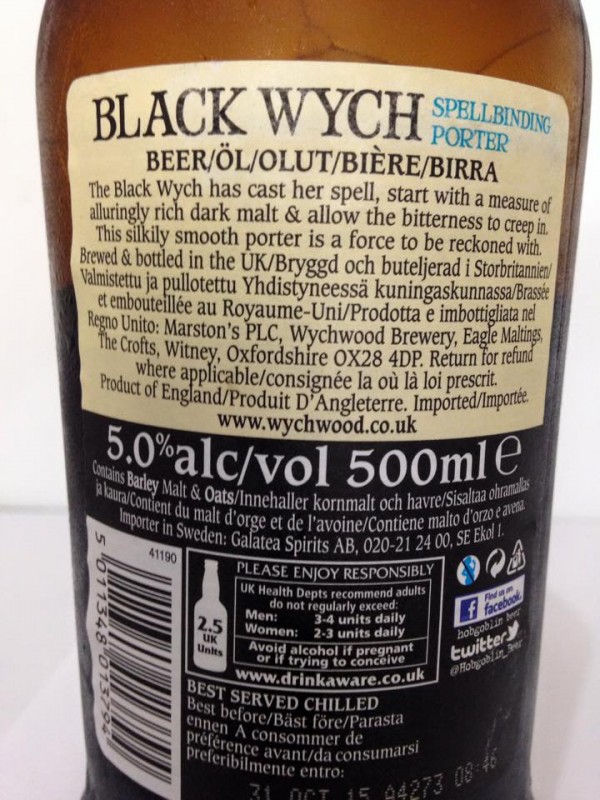 BLACK WYCH SPELLBINDING PORTER
BEER/ÖL/OLUT/BIÈRE/BIRRA
The Black Wych has cast her spell, start with a measure of
alluringly rich dark malt & allow the bitterness to creep in.
This silkily smooth porter is a force to be reckoned with.
Brewed & bottled in the UK/Bryggd och buteljerad i Storbritannien/
Valmistettu ja pullotettu Yhdistyneessä kuningaskunnassa/Brassée
et embouteillée au Royaume-Uni/Prodotta e imbottigliata nel
Regno Unito: Marston's PLC, Wychwood Brewery, Eagle Maltings,
The Crofts, Witney, Oxfordshire OX28 4DP. Return for refund
where applicable/consignée la où là loi prescrit.
Product of England/Produit D'Angleterre. Imported/Importée.
www.wychwood.co.uk
5.0%alc/vol 500ml e
Contains Barley Malt & Oats/Innehaller kornmalt och havre/Sisaltaa ohramallas
ja kaura/Contient du malt d'orge et de l'avoine/Contiene malto d'orzo e avena.
Importer in Sweden: Galatea Spirits AB, 020-21 24 00, SE Ekol 1.
41190
5 011348 013794
PLEASE ENJOY RESPONSIBLY
2.5
UK
Units
UK Health Depts recommend adults
do not regularly exceed:
Men: 3-4 units daily
Women: 2-3 units daily
Avoid alcohol if pregnant
or if trying to conceive
www.drinkaware.co.uk
Find us on
facebook.
hobgoblin beer
twitter
@Hobgoblin_Beer
BEST SERVED CHILLED
Best before/Bäst före/Parasta
ennen A consommer de
préférence avant/da consumarsi
preferibilmente entro:
31 OCT 15 A4273 08:46